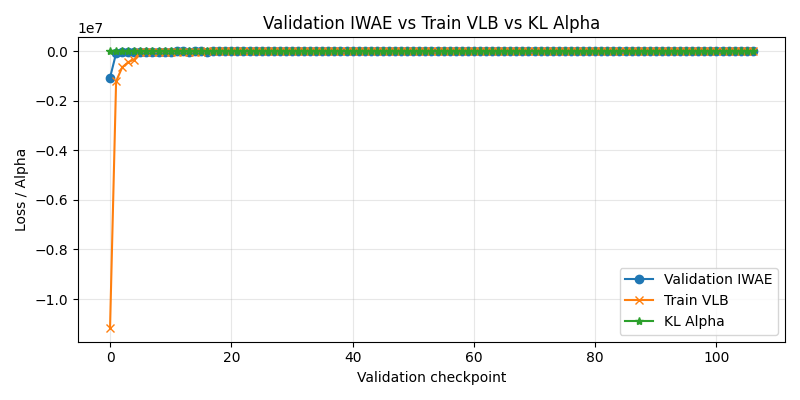 Validation IWAE vs Train VLB vs KL Alpha
1e7
0.0
−0.2
−0.4
−0.6
−0.8
−1.0
Loss / Alpha
0 20 40 60 80 100
Validation checkpoint
Validation IWAE
Train VLB
KL Alpha